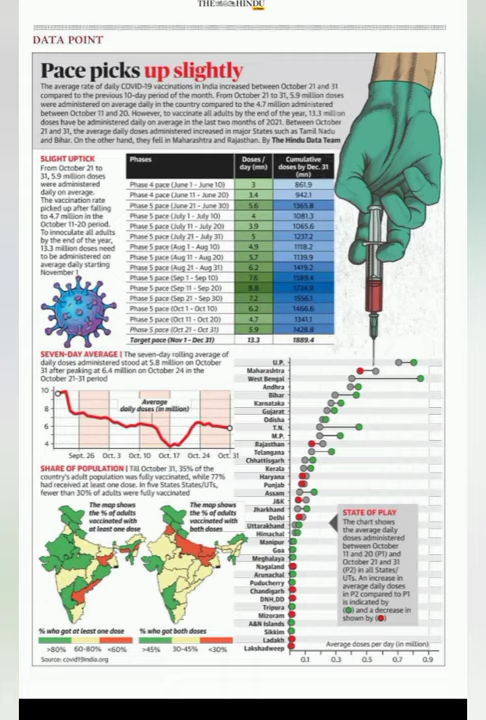 THE HINDU
DATA POINT
Pace picks up slightly
The average rate of daily COVID-19 vaccinations in India increased between October 21 and 31
compared to the previous 10-day period of the month. From October 21 to 31, 5.9 million doses
were administered on average daily in the country compared to the 4.7 million administered
between October 11 and 20. However, to vaccinate all adults by the end of the year, 13.3 million
doses have be administered daily on average in the last two months of 2021. Between October
21 and 31, the average daily doses administered increased in major States such as Tamil Nadu
and Bihar. On the other hand, they fell in Maharashtra and Rajasthan. By The Hindu Data Team
SLIGHT UPTICK
From October 21 to
31, 5.9 million doses
were administered
daily on average.
The vaccination rate
picked up after falling
to 4.7 million in the
October 11-20 period.
To innoculate all adults
by the end of year,
13.3 million doses need
to be administered on
average daily starting
November 1
Phases Doses / day (mn) Cumulative doses by Dec. 31 (mn)
Phase 4 pace (June 1 - June 10) 3 861.9
Phase 4 pace (June 11 - June 20) 3.4 942.1
Phase 5 pace (June 21 - June 30) 5.6 1365.8
Phase 5 pace (July 1 - July 10) 4 1081.3
Phase 5 pace (July 11 - July 20) 3.9 1065.6
Phase 5 pace (July 21 - July 31) 5 1237.2
Phase 5 pace (Aug 1 - Aug 10) 4.9 1118.2
Phase 5 pace (Aug 11 - Aug 20) 5.7 1139.9
Phase 5 pace (Aug 21 - Aug 31) 6.2 1419.2
Phase 5 pace (Sep 1 - Sep 10) 7.6
Phase 5 pace (Sep 11 - Sep 20) 8.8
Phase 5 pace (Sep 21 - Sep 30) 7.2 1556.1
Phase 5 pace (Oct 1 - Oct 10) 6.2 1466.6
Phase 5 pace (Oct 11 - Oct 20) 4.7 1341.1
Phase 5 pace (Oct 21 - Oct 31) 5.9 1428.8
Target pace (Nov 1 - Dec 31) 13.3 1889.4
SEVEN-DAY AVERAGE | The seven-day rolling average of
daily doses administered stood at 5.8 million on October
31 after peaking at 6.4 million on October 24 in the
October 21-31 period
10
8
6
4
Average
daily doses (in million)
Sept. 26 Oct. 3 Oct. 10 Oct. 17 Oct. 24 Oct. 31
SHARE OF POPULATION | Till October 31, 35% of the
country's adult population was fully vaccinated, while 77%
had received at least one dose. In five States States/UTs,
fewer than 30% of adults were fully vaccinated
The map shows
the % of adults
vaccinated with
at least one dose
The map shows
the % of adults
vaccinated with
both doses
% who got at least one dose
>80% 60-80% <60%
% who got both doses
>45% 30-45% <30%
Source: covid19india.org
U.P.
Maharashtra
West Bengal
Andhra
Bihar
Karnataka
Gujarat
Odisha
T.N.
M.P.
Rajasthan
Telangana
Chhattisgarh
Kerala
Haryana
Punjab
Assam
J&K
Jharkhand
Delhi
Uttarakhand
Himachal
Manipur
Goa
Meghalaya
Nagaland
Arunachal
Puducherry
Chandigarh
DNH,DD
Tripura
Mizoram
A&N Islands
Sikkim
Ladakh
Lakshadweep
STATE OF PLAY
The chart shows
the average daily
doses administered
between October
11 and 20 (P1) and
October 21 and 31
(P2) in all States/
UTs. An increase in
average daily doses
in P2 compared to P1
is indicated by
( ) and a decrease in
shown by ( )
Average doses per day (in million)
0.1 0.3 0.5 0.7 0.9